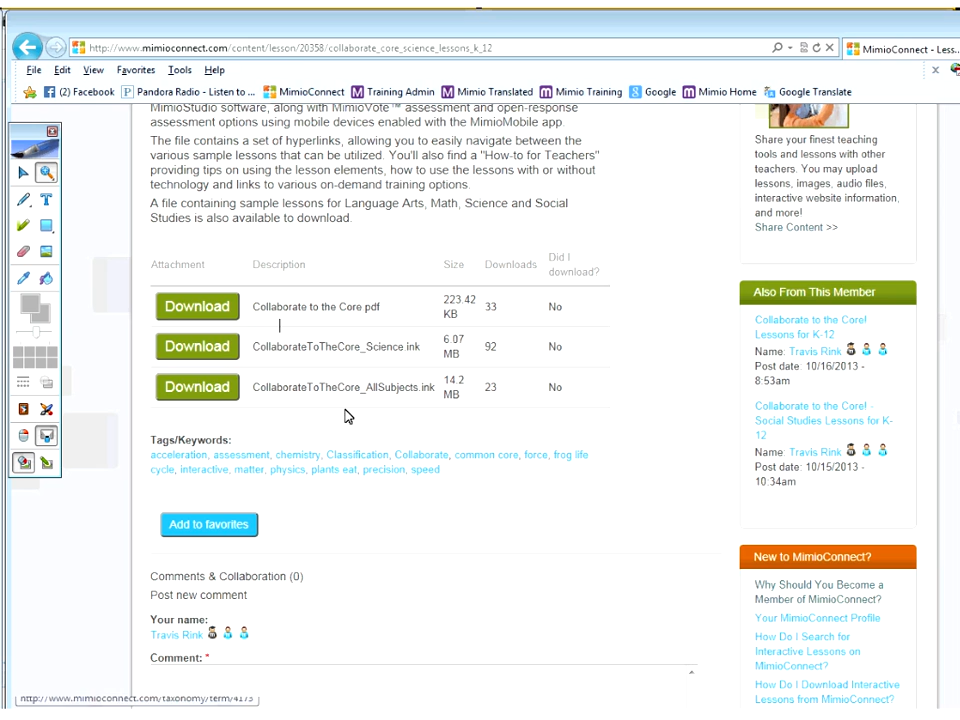 http://www.mimioconnect.com/content/lesson/20358/collaborate_core_science_lessons_k_12
MimioConnect - Less...
File Edit View Favorites Tools Help
(2) Facebook Pandora Radio - Listen to ... MimioConnect Training Admin Mimio Translated Mimio Training Google Mimio Home Google Translate
MimioStudio software, along with MimioVote™ assessment and open-response
assessment options using mobile devices enabled with the MimioMobile app.
The file contains a set of hyperlinks, allowing you to easily navigate between the
various sample lessons that can be utilized. You'll also find a "How-to for Teachers"
providing tips on using the lesson elements, how to use the lessons with or without
technology and links to various on-demand training options.
A file containing sample lessons for Language Arts, Math, Science and Social
Studies is also available to download.
Attachment Description Size Downloads Did I
download?
Download Collaborate to the Core pdf 223.42
KB 33 No
Download CollaborateToTheCore_Science.ink 6.07
MB 92 No
Download CollaborateToTheCore_AllSubjects.ink 14.2
MB 23 No
Tags/Keywords:
acceleration, assessment, chemistry, Classification, Collaborate, common core, force, frog life
cycle, interactive, matter, physics, plants eat, precision, speed
Add to favorites
Comments & Collaboration (0)
Post new comment
Your name:
Travis Rink
Comment: *
http://www.mimioconnect.com/taxonomy/term/4173
Share your finest teaching
tools and lessons with other
teachers. You may upload
lessons, images, audio files,
interactive website information,
and more!
Share Content >>
Also From This Member
Collaborate to the Core!
Lessons for K-12
Name: Travis Rink
Post date: 10/16/2013 -
8:53am
Collaborate to the Core! -
Social Studies Lessons for K-
12
Name: Travis Rink
Post date: 10/15/2013 -
10:34am
New to MimioConnect?
Why Should You Become a
Member of MimioConnect?
Your MimioConnect Profile
How Do I Search for
Interactive Lessons on
MimioConnect?
How Do I Download Interactive
Lessons from MimioConnect?